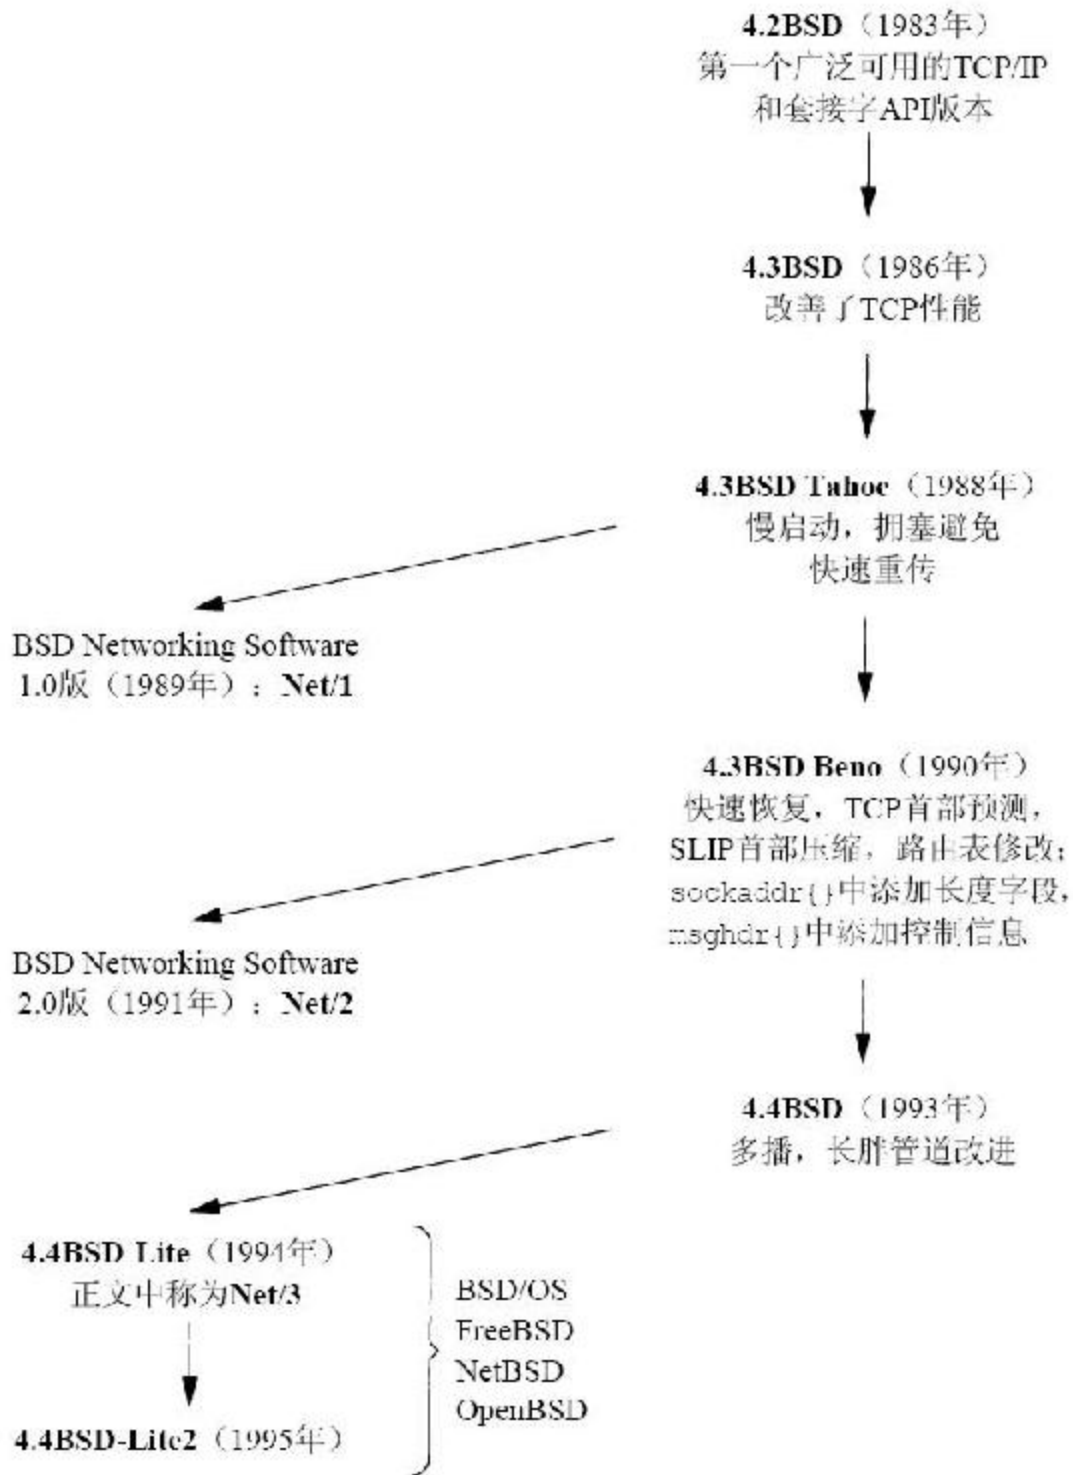 4.2BSD（1983年）
第一个广泛可用的TCP/IP
和套接字API版本
4.3BSD（1986年）
改善了TCP性能
4.3BSD Tahoe（1988年）
慢启动，拥塞避免
快速重传
BSD Networking Software
1.0版（1989年）：Net/1
4.3BSD Beno（1990年）
快速恢复，TCP首部预测，
SLIP首部压缩，路由表修改；
sockaddr{}中添加长度字段，
msghdr{}中添加控制信息
BSD Networking Software
2.0版（1991年）：Net/2
4.4BSD（1993年）
多播，长胖管道改进
4.4BSD Lite（1994年）
正文中称为Net/3
4.4BSD-Lite2（1995年）
BSD/OS
FreeBSD
NetBSD
OpenBSD